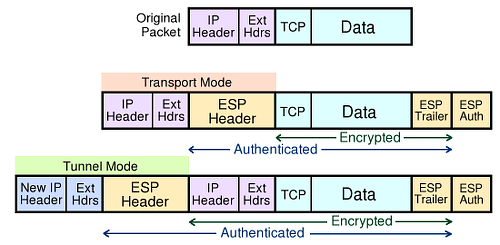 Original Packet
IP Header
Ext Hdrs
TCP
Data
Transport Mode
IP Header
Ext Hdrs
ESP Header
TCP
Data
ESP Trailer
ESP Auth
Encrypted
Authenticated
Tunnel Mode
New IP Header
Ext Hdrs
ESP Header
IP Header
Ext Hdrs
TCP
Data
ESP Trailer
ESP Auth
Encrypted
Authenticated